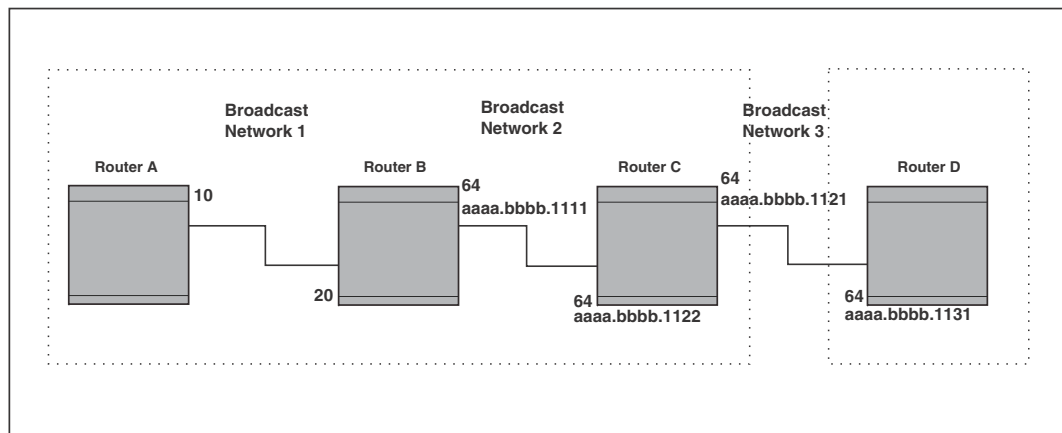 Broadcast
Network 1
Broadcast
Network 2
Broadcast
Network 3
Router A
Router B
Router C
Router D
10
64
aaaa.bbbb.1111
64
aaaa.bbbb.1121
20
64
aaaa.bbbb.1122
64
aaaa.bbbb.1131